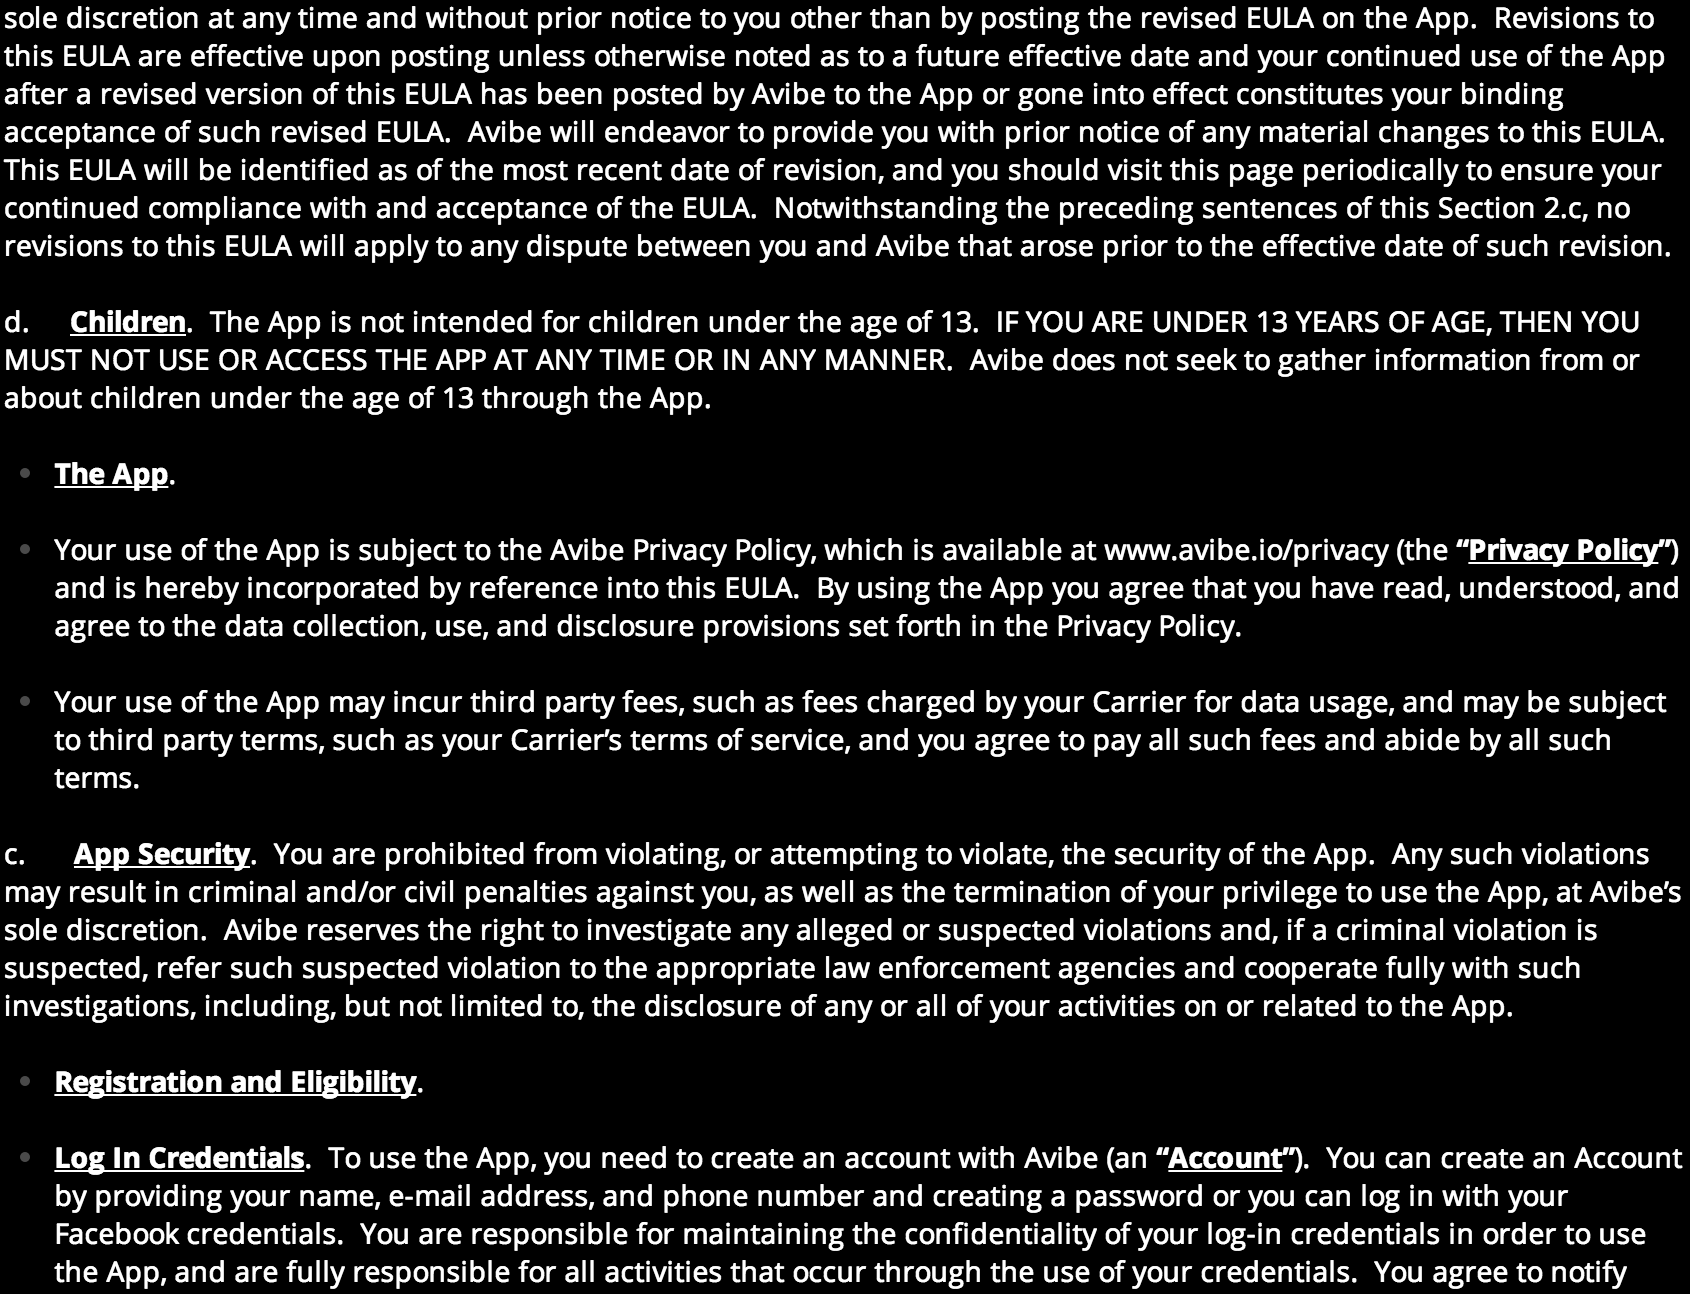 sole discretion at any time and without prior notice to you other than by posting the revised EULA on the App.  Revisions to
this EULA are effective upon posting unless otherwise noted as to a future effective date and your continued use of the App
after a revised version of this EULA has been posted by Avibe to the App or gone into effect constitutes your binding
acceptance of such revised EULA.  Avibe will endeavor to provide you with prior notice of any material changes to this EULA.
This EULA will be identified as of the most recent date of revision, and you should visit this page periodically to ensure your
continued compliance with and acceptance of the EULA.  Notwithstanding the preceding sentences of this Section 2.c, no
revisions to this EULA will apply to any dispute between you and Avibe that arose prior to the effective date of such revision.
d.     Children.  The App is not intended for children under the age of 13.  IF YOU ARE UNDER 13 YEARS OF AGE, THEN YOU
MUST NOT USE OR ACCESS THE APP AT ANY TIME OR IN ANY MANNER.  Avibe does not seek to gather information from or
about children under the age of 13 through the App.
• The App.
• Your use of the App is subject to the Avibe Privacy Policy, which is available at www.avibe.io/privacy (the “Privacy Policy”)
and is hereby incorporated by reference into this EULA.  By using the App you agree that you have read, understood, and
agree to the data collection, use, and disclosure provisions set forth in the Privacy Policy.
• Your use of the App may incur third party fees, such as fees charged by your Carrier for data usage, and may be subject
to third party terms, such as your Carrier’s terms of service, and you agree to pay all such fees and abide by all such
terms.
c.      App Security.  You are prohibited from violating, or attempting to violate, the security of the App.  Any such violations
may result in criminal and/or civil penalties against you, as well as the termination of your privilege to use the App, at Avibe’s
sole discretion.  Avibe reserves the right to investigate any alleged or suspected violations and, if a criminal violation is
suspected, refer such suspected violation to the appropriate law enforcement agencies and cooperate fully with such
investigations, including, but not limited to, the disclosure of any or all of your activities on or related to the App.
• Registration and Eligibility.
• Log In Credentials.  To use the App, you need to create an account with Avibe (an “Account”).  You can create an Account
by providing your name, e-mail address, and phone number and creating a password or you can log in with your
Facebook credentials.  You are responsible for maintaining the confidentiality of your log-in credentials in order to use
the App, and are fully responsible for all activities that occur through the use of your credentials.  You agree to notify